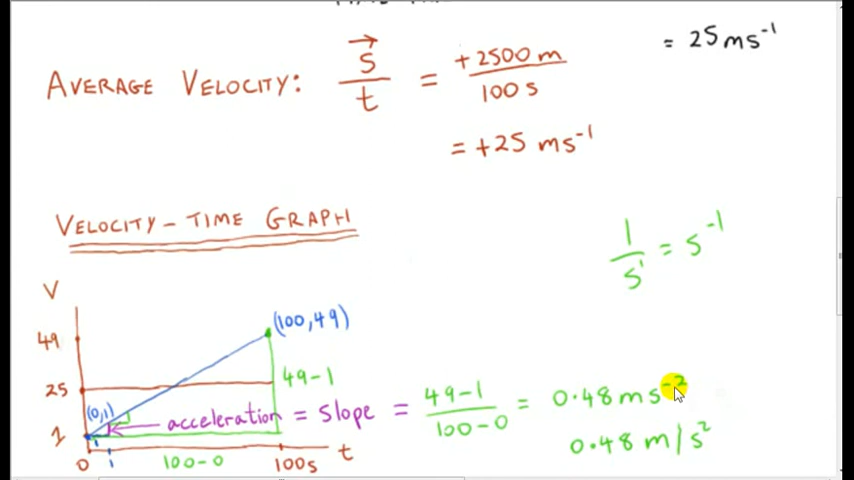 = 25 ms⁻¹
AVERAGE VELOCITY: s⃗/t = +2500 m/100 s
= +25 ms⁻¹
VELOCITY-TIME GRAPH
1/s¹ = s⁻¹
V
(100,49)
49
49-1
25
(0,1)
acceleration = slope = 49-1/100-0 = 0.48 m s⁻²
1
0.48 m/s²
0
1
100-0
100s
t